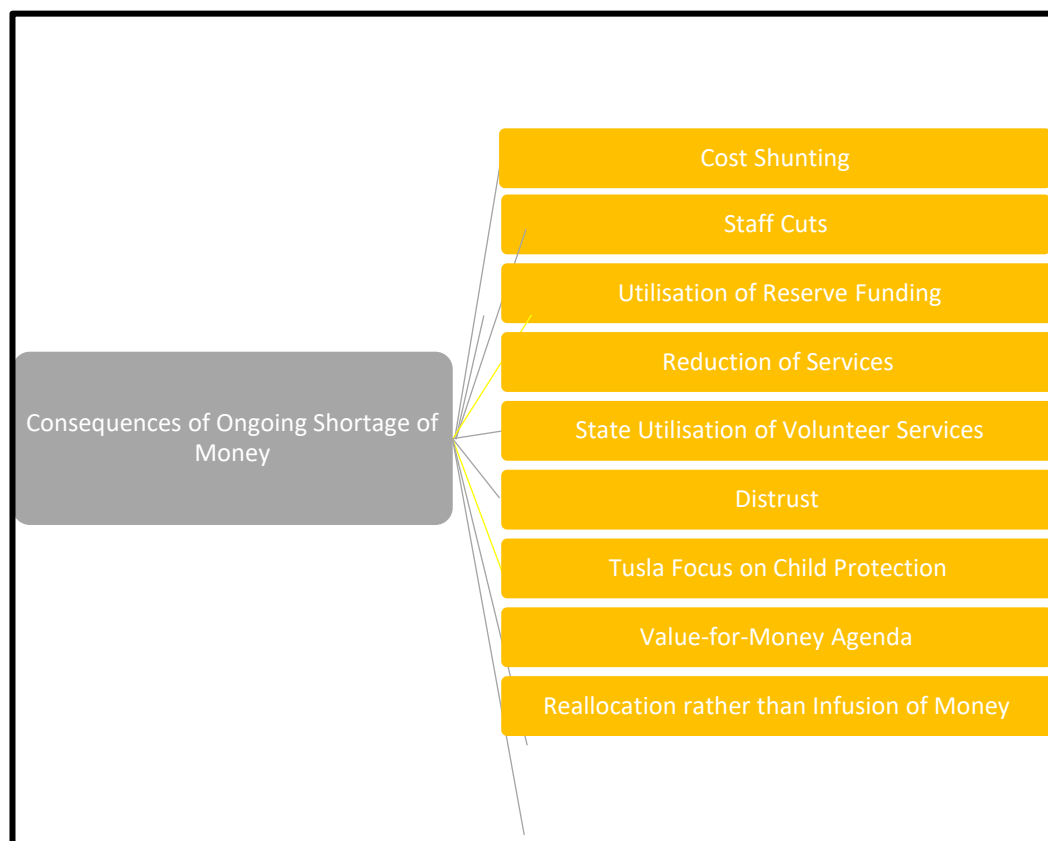 Cost Shunting
Staff Cuts
Utilisation of Reserve Funding
Reduction of Services
Consequences of Ongoing Shortage of
Money
State Utilisation of Volunteer Services
Distrust
Tusla Focus on Child Protection
Value-for-Money Agenda
Reallocation rather than Infusion of Money